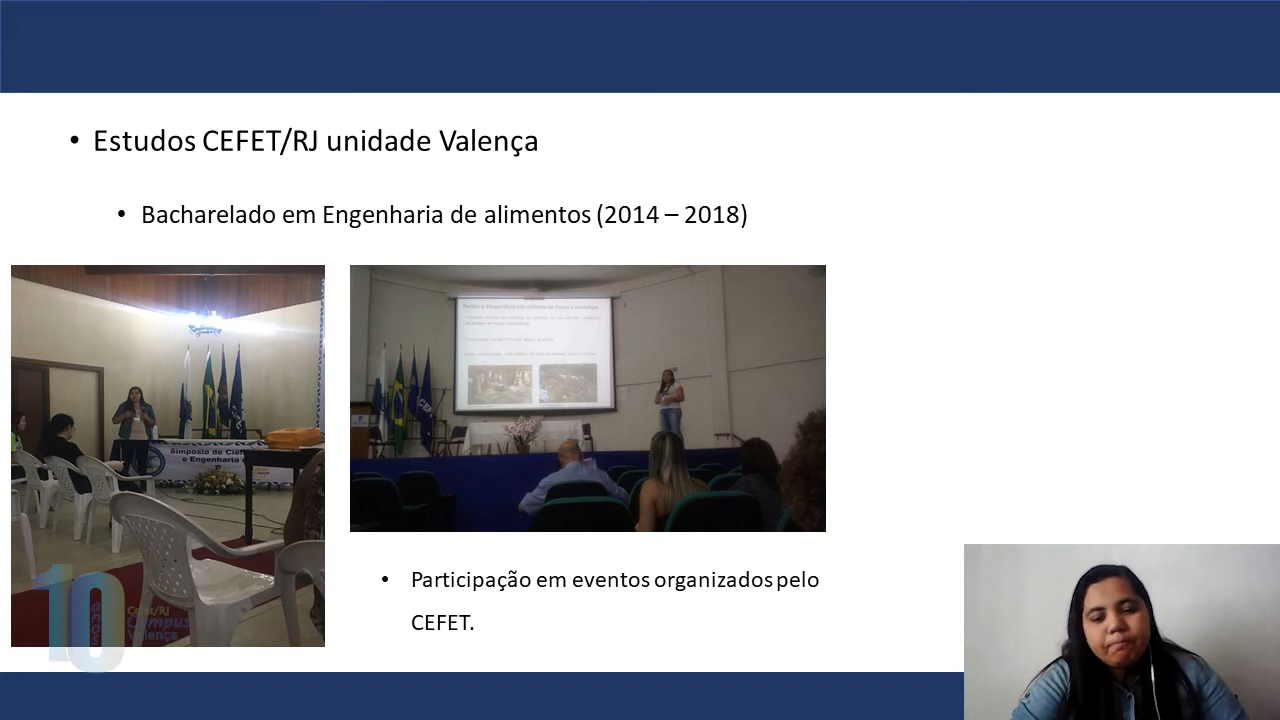 • Estudos CEFET/RJ unidade Valença
• Bacharelado em Engenharia de alimentos (2014 – 2018)
Simpósio de
e Engenharia
• Participação em eventos organizados pelo
CEFET.
10
anos
Cefet/RJ
Campus
Valença